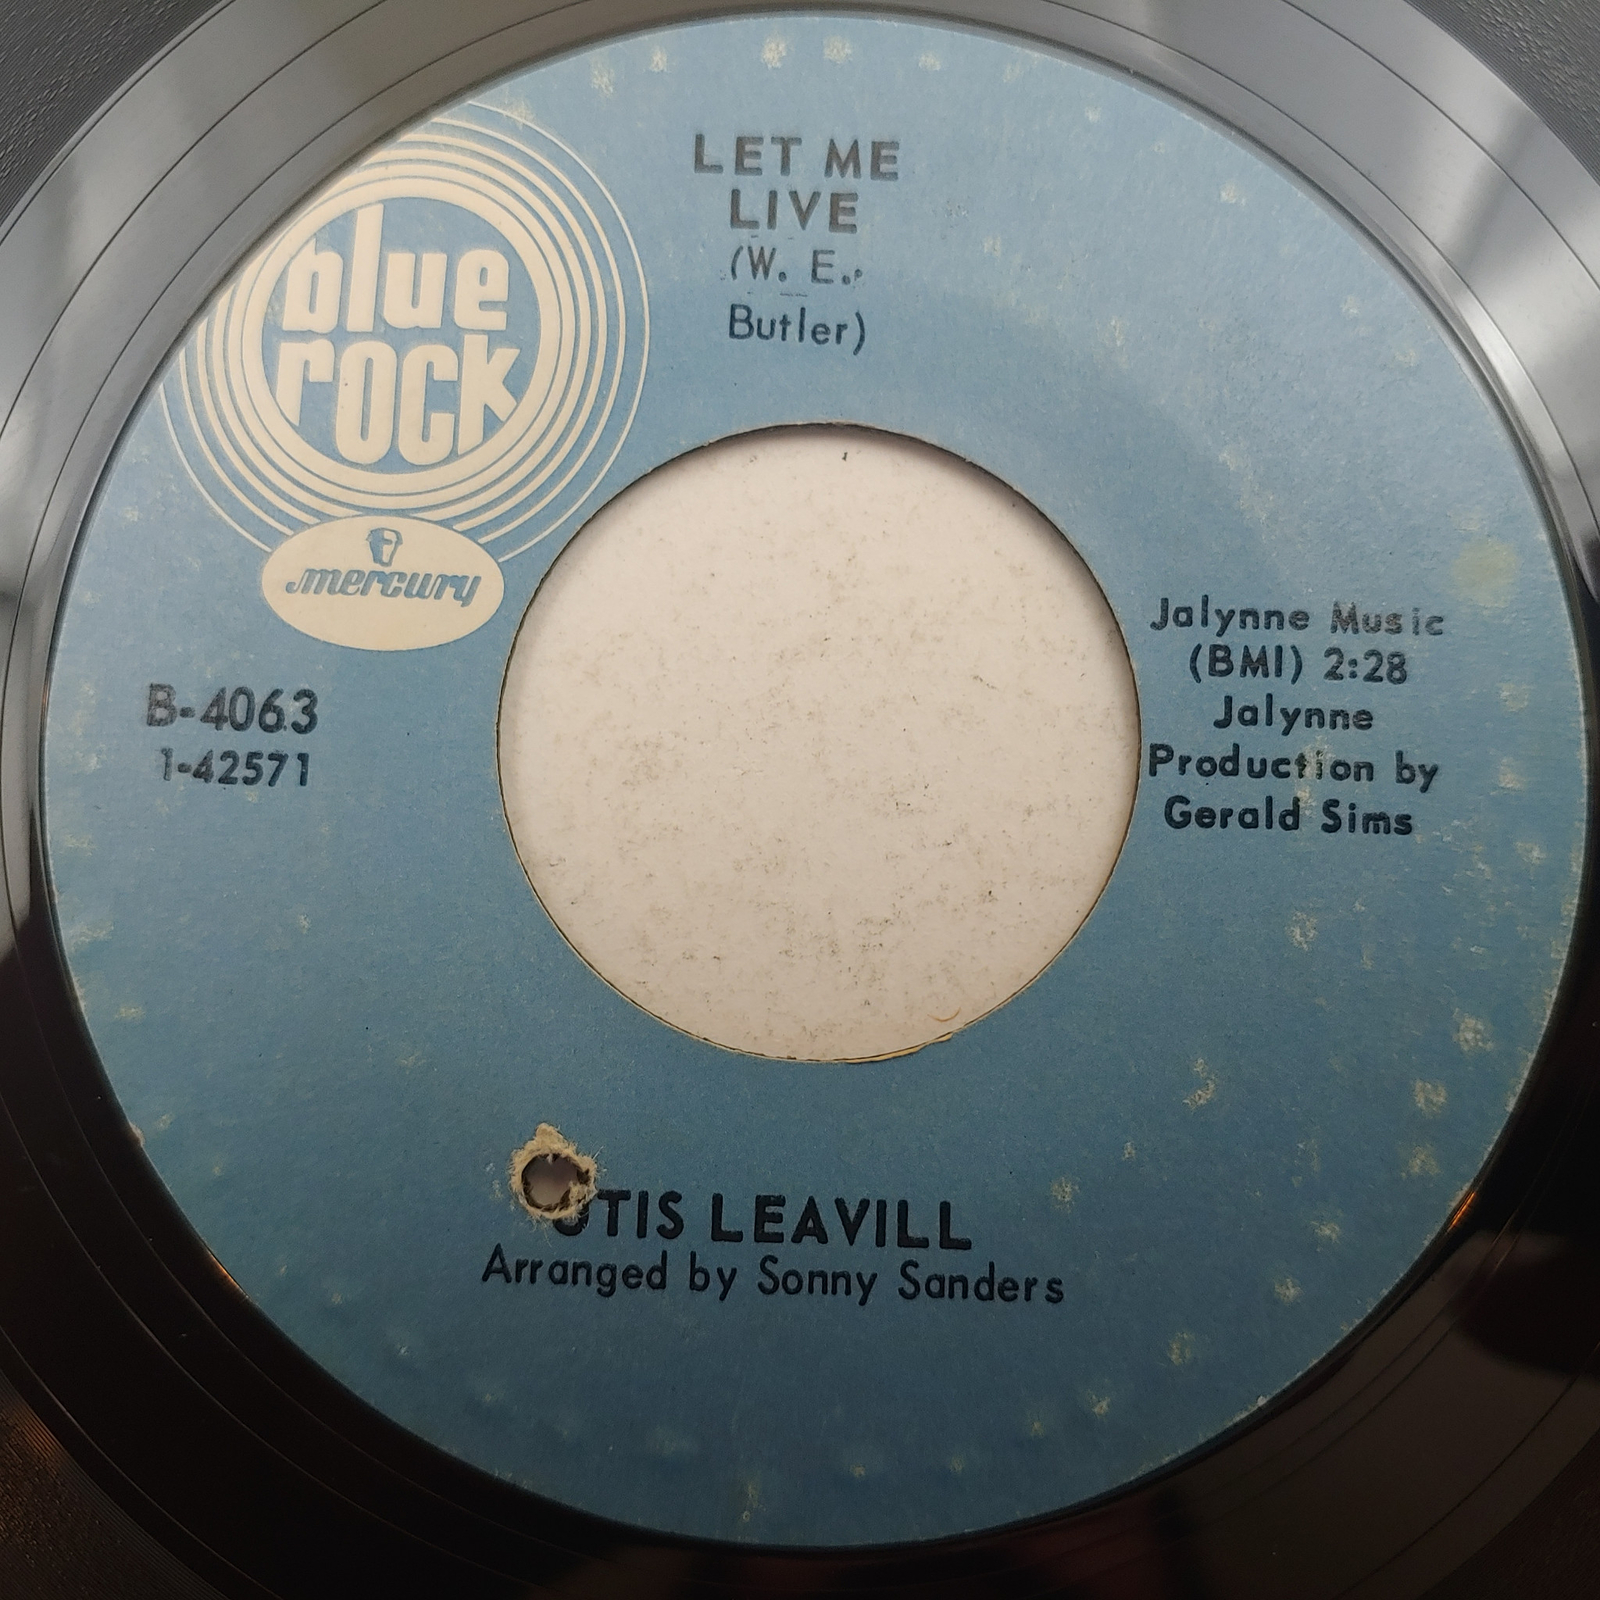 blue
rock
mercury
LET ME
LIVE
(W. E.
Butler)
B-4063
1-42571
Jalynne Music
(BMI) 2:28
Jalynne
Production by
Gerald Sims
OTIS LEAVILL
Arranged by Sonny Sanders